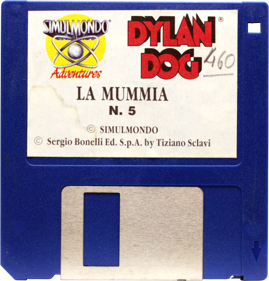 SIMULMONDO
Adventures
DYLAN
DOG
460
LA MUMMIA
N. 5
© SIMULMONDO
© Sergio Bonelli Ed. S.p.A. by Tiziano Sclavi